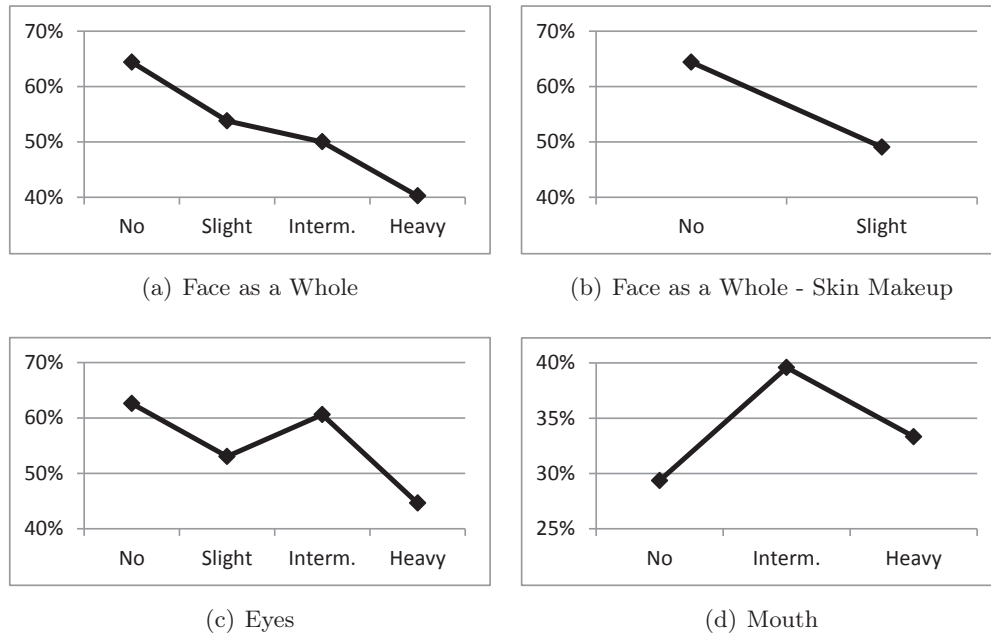 70%
60%
50%
40%
No Slight Interm. Heavy
(a) Face as a Whole
70%
60%
50%
40%
No Slight
(b) Face as a Whole - Skin Makeup
70%
60%
50%
40%
No Slight Interm. Heavy
(c) Eyes
40%
35%
30%
25%
No Interm. Heavy
(d) Mouth